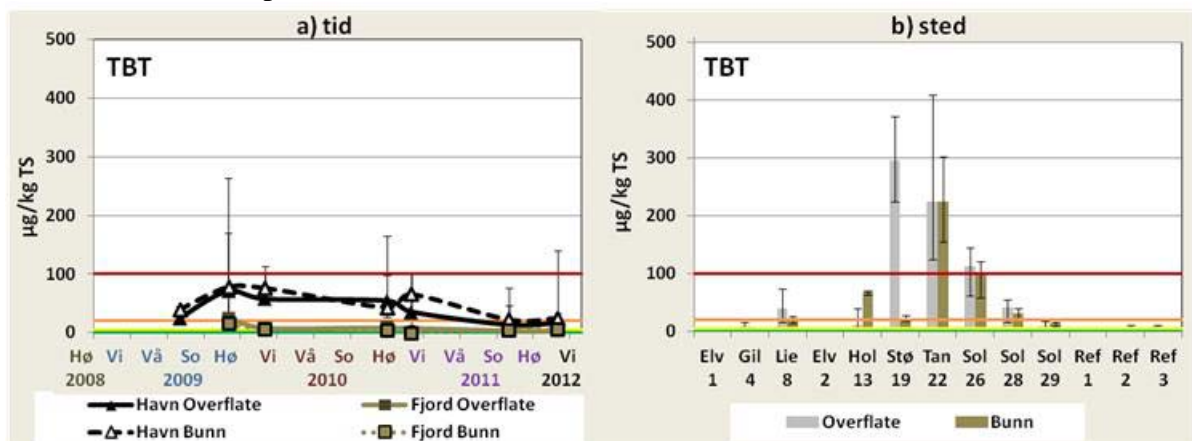 a) tid
TBT
500
400
300
200
100
0
µg/kg TS
Hø Vi Vå So Hø Vi Vå So Hø Vi Vå So Hø Vi
2008 2009 2010 2011 2012
Havn Overflate Fjord Overflate
Havn Bunn Fjord Bunn
b) sted
TBT
500
400
300
200
100
0
µg/kg TS
Elv Gil Lie Elv Hol Stø Tan Sol Sol Sol Ref Ref Ref
1 4 8 2 13 19 22 26 28 29 1 2 3
Overflate Bunn